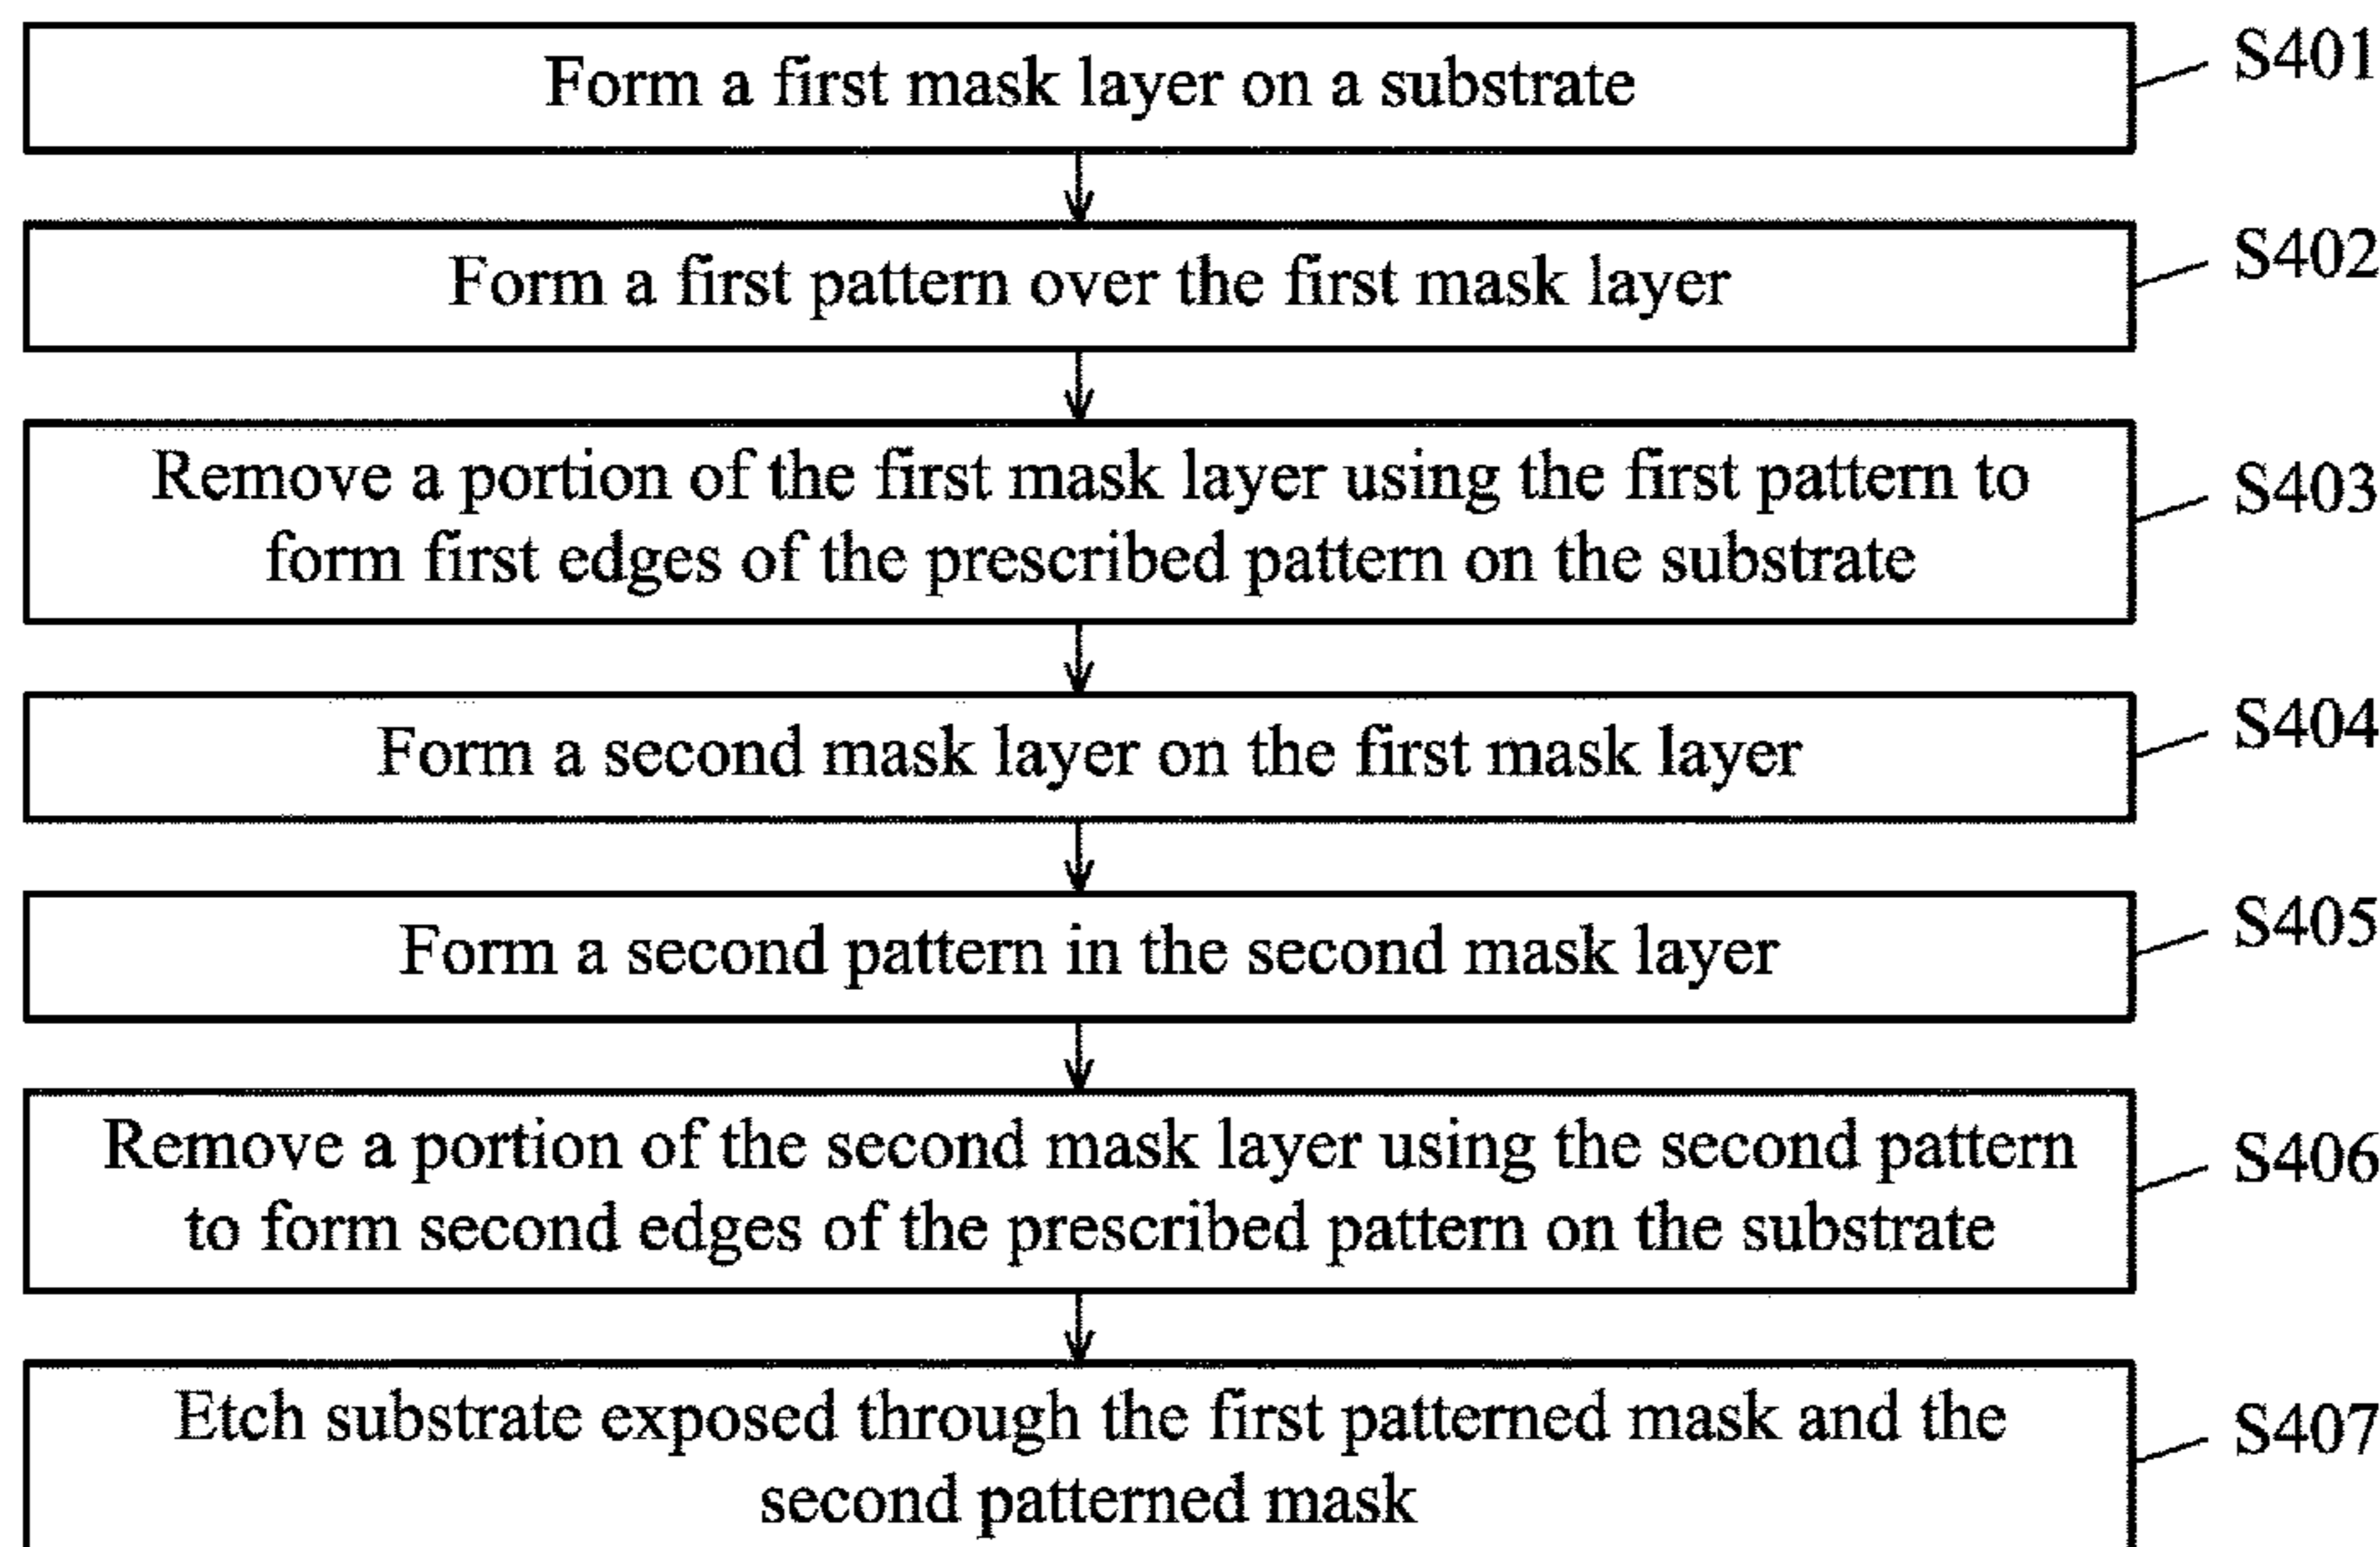 Form a first mask layer on a substrate
S401
Form a first pattern over the first mask layer
S402
Remove a portion of the first mask layer using the first pattern to
form first edges of the prescribed pattern on the substrate
S403
Form a second mask layer on the first mask layer
S404
Form a second pattern in the second mask layer
S405
Remove a portion of the second mask layer using the second pattern
to form second edges of the prescribed pattern on the substrate
S406
Etch substrate exposed through the first patterned mask and the
second patterned mask
S407